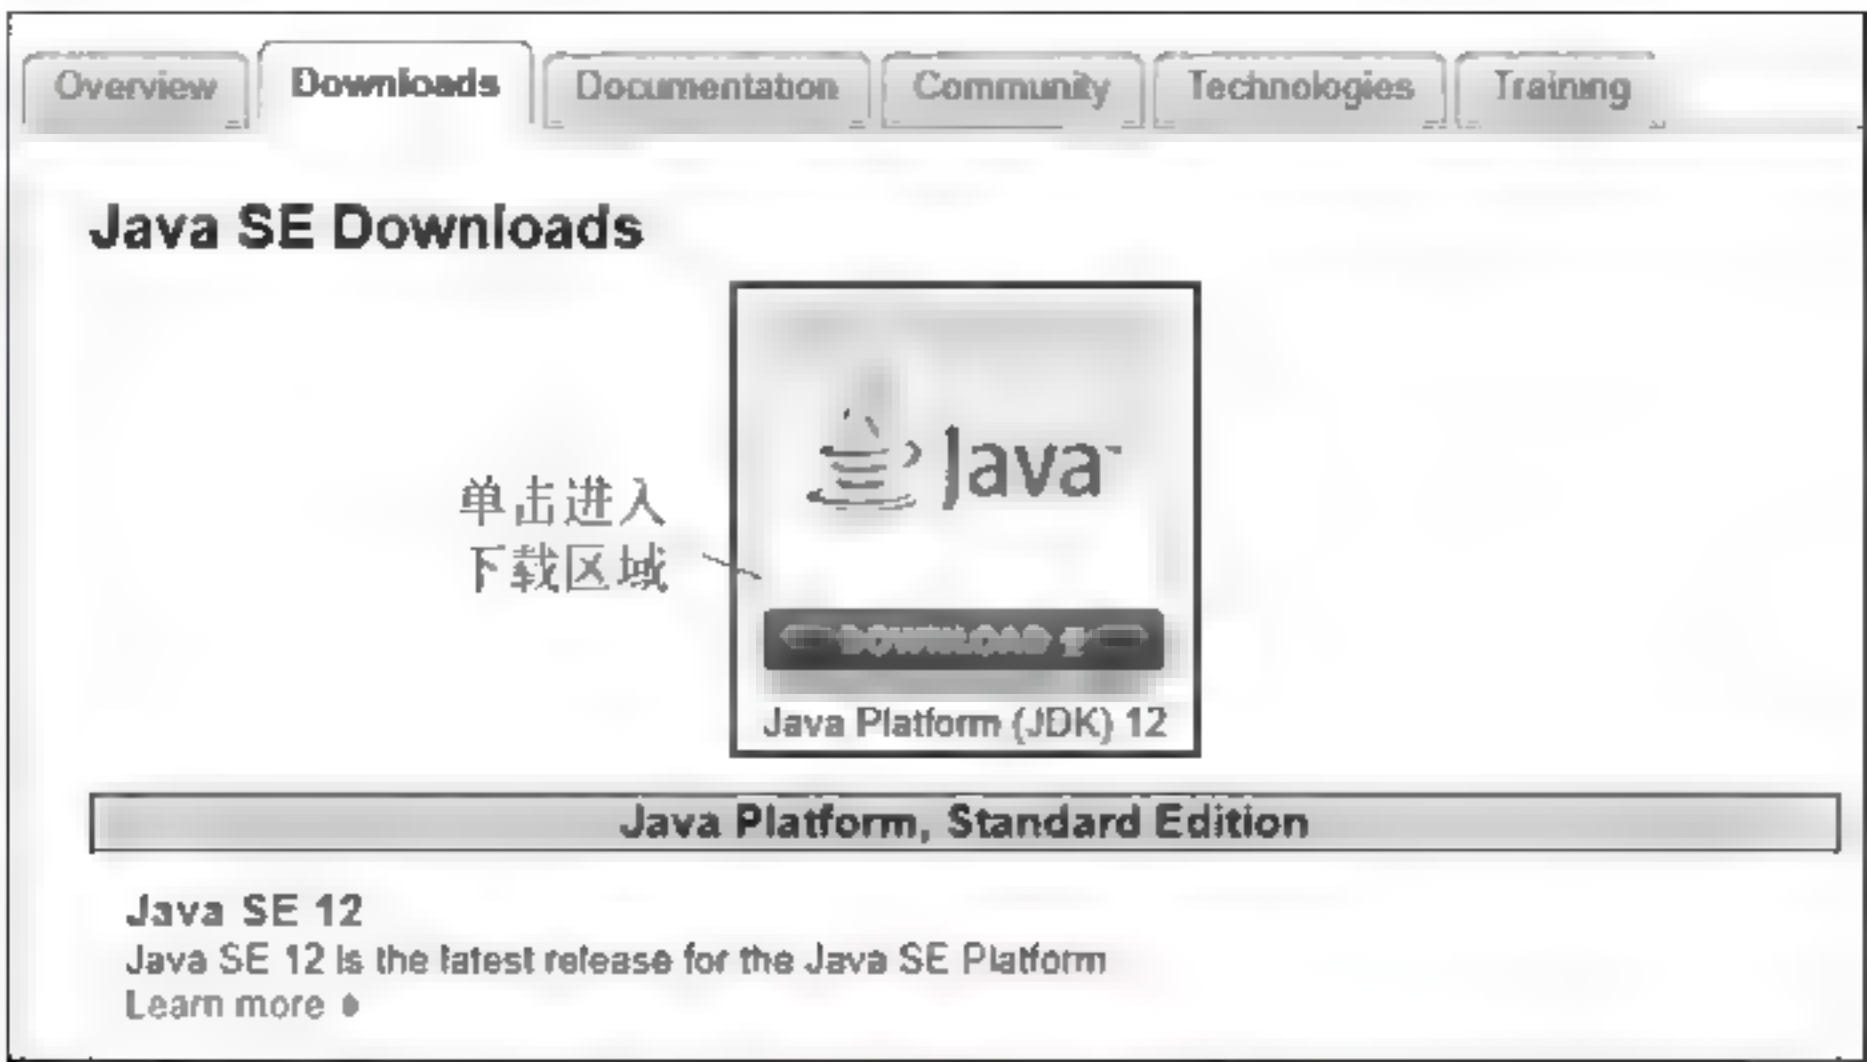 Overview Downloads Documentation Community Technologies Training
Java SE Downloads
Java
单击进入
下载区域
DOWNLOAD
Java Platform (JDK) 12
Java Platform, Standard Edition
Java SE 12
Java SE 12 is the latest release for the Java SE Platform
Learn more